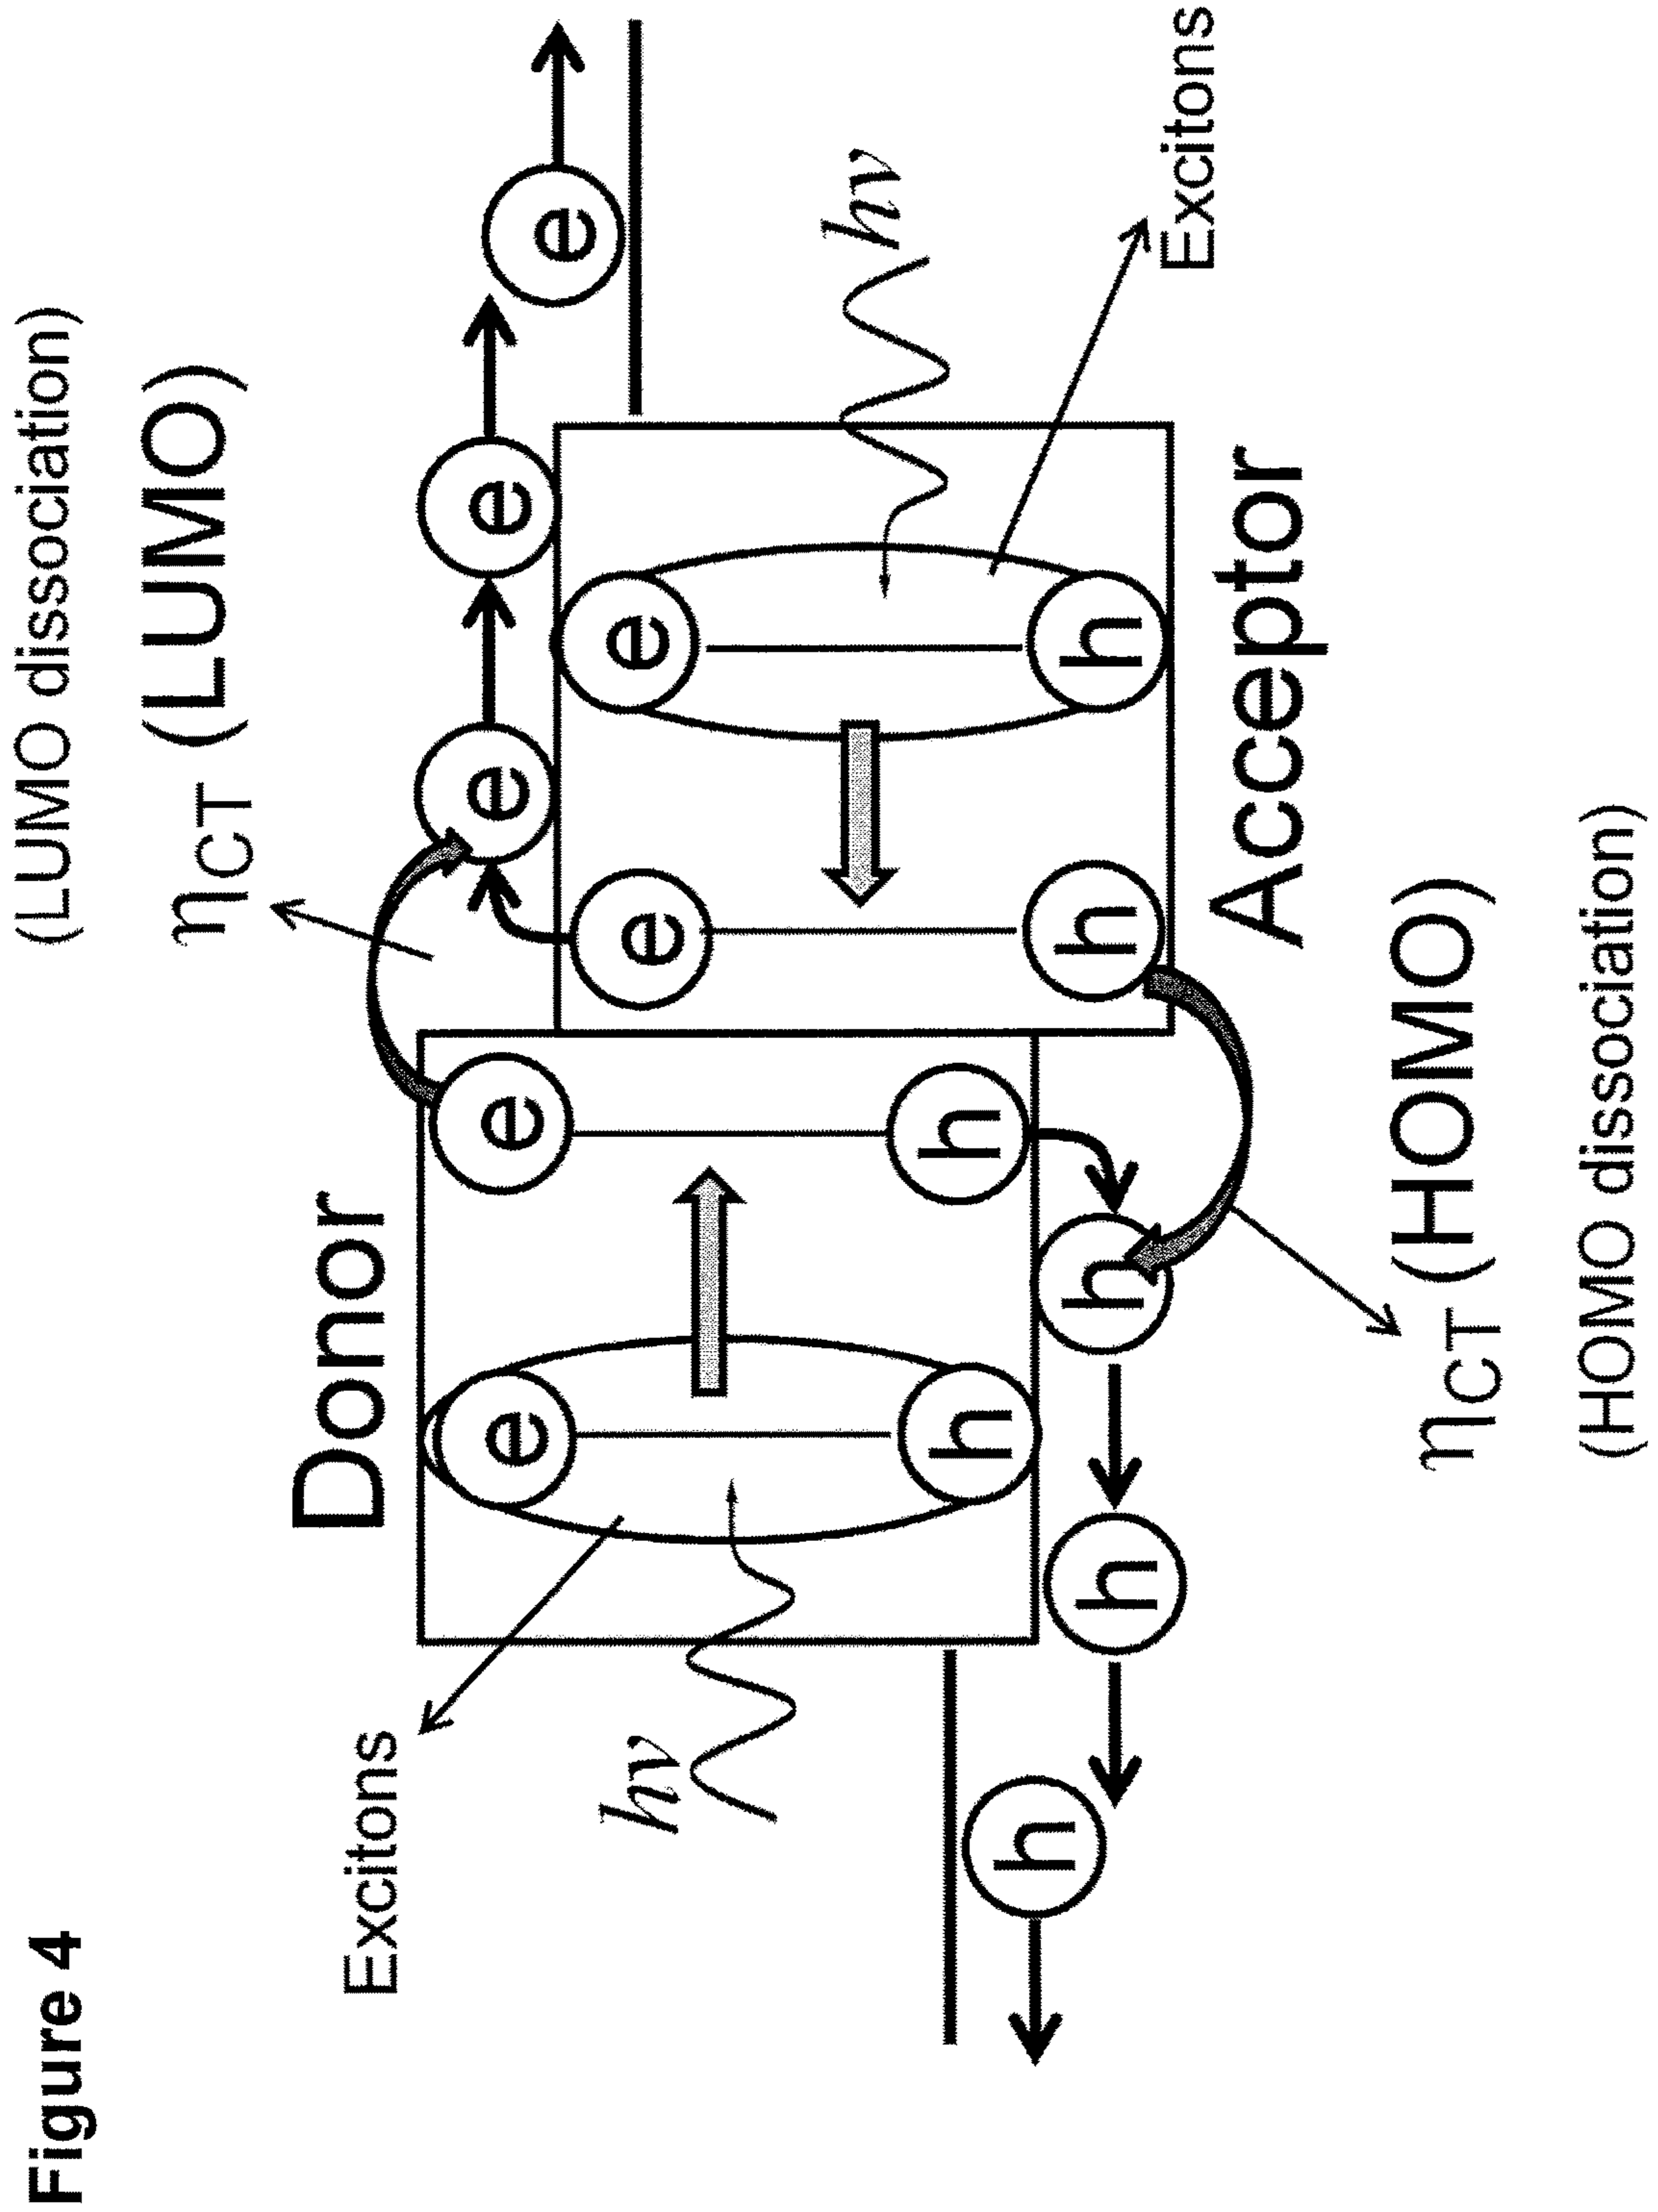 Figure 4
(LUMO dissociation)
ηCT (LUMO)
Donor
Excitons
e
e
e
e
e
e
e
hν
hν
h
h
h
h
h
h
h
Excitons
Acceptor
ηCT (HOMO)
(HOMO dissociation)